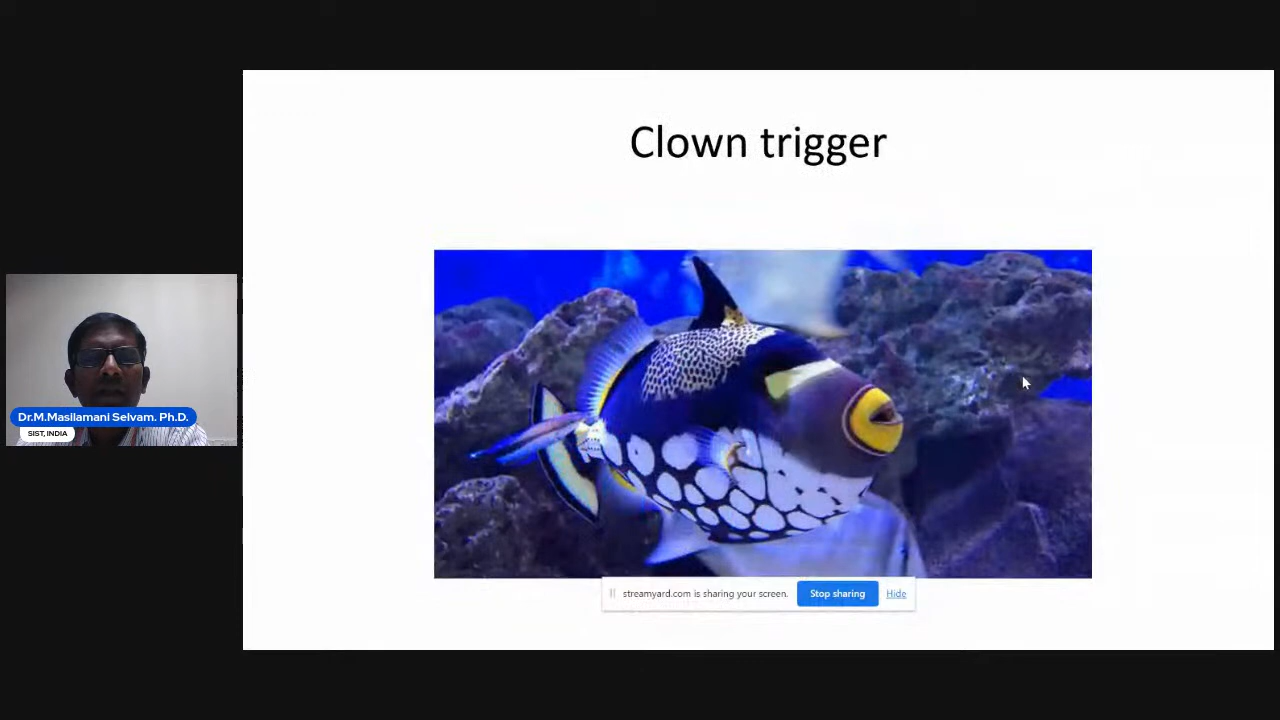 Clown trigger
Dr.M.Masilamani Selvam. Ph.D.
SIST, INDIA
streamyard.com is sharing your screen.
Stop sharing
Hide